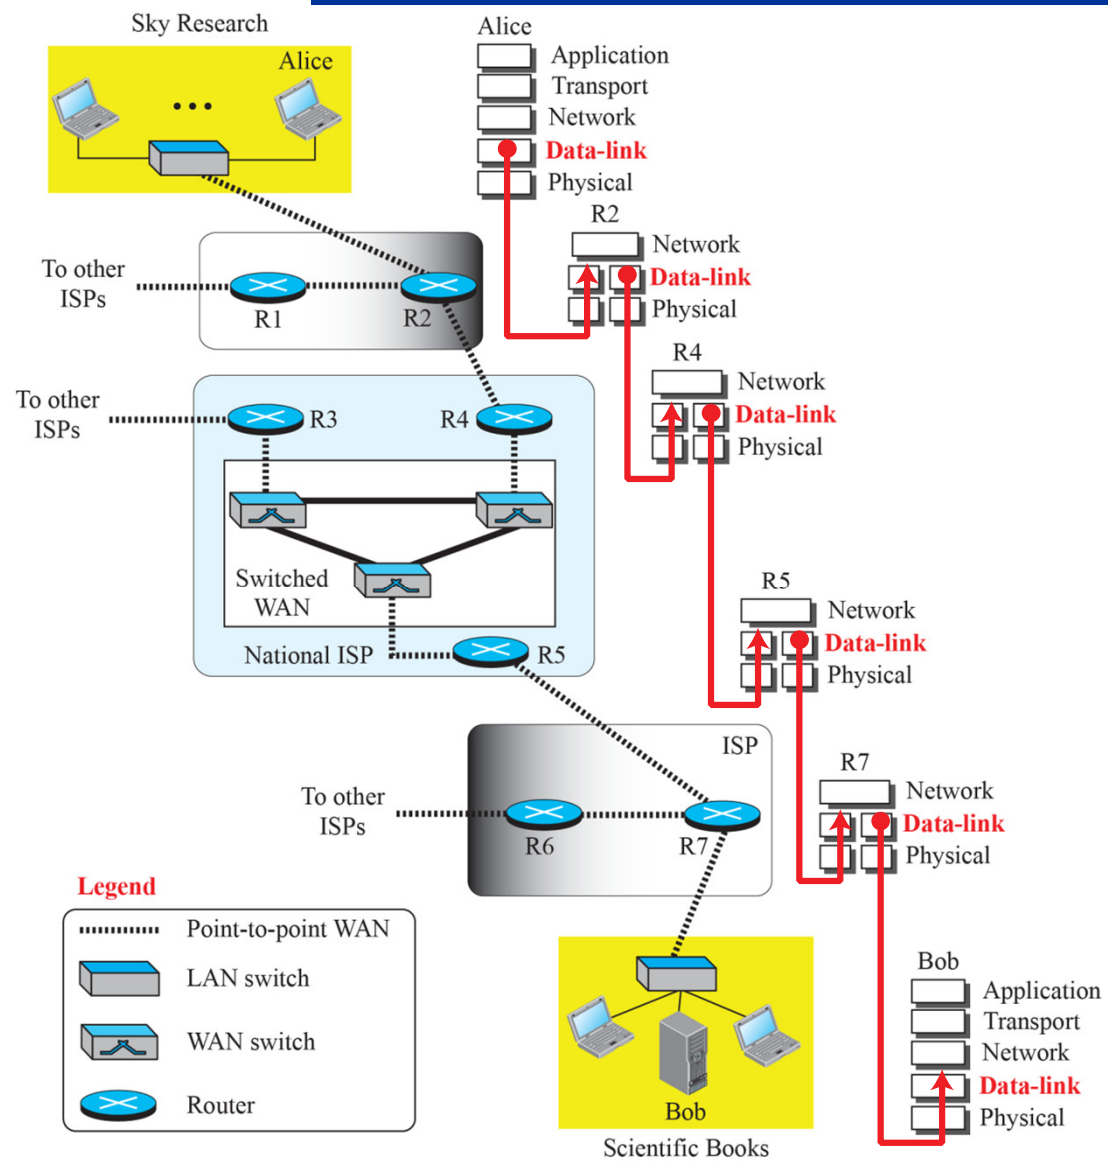 Sky Research
Alice
To other
ISPs
R1
R2
To other
ISPs
R3
R4
Switched
WAN
National ISP
R5
ISP
To other
ISPs
R6
R7
Bob
Scientific Books
Legend
Point-to-point WAN
LAN switch
WAN switch
Router
Alice
Application
Transport
Network
Data-link
Physical
R2
Network
Data-link
Physical
R4
Network
Data-link
Physical
R5
Network
Data-link
Physical
R7
Network
Data-link
Physical
Bob
Application
Transport
Network
Data-link
Physical